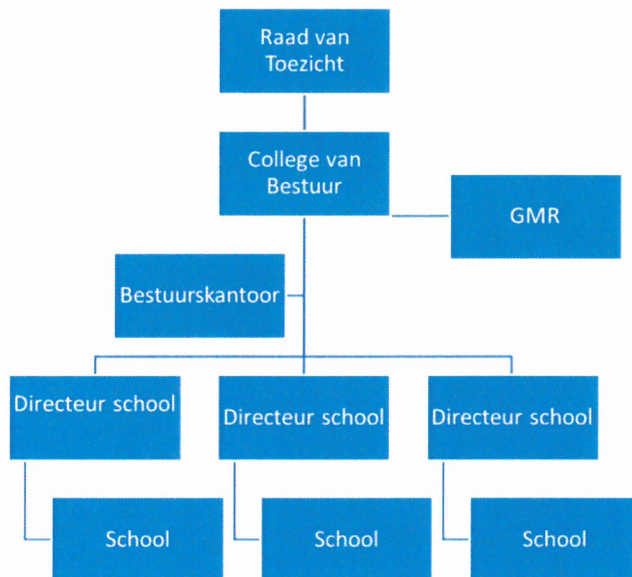 Raad van
Toezicht
College van
Bestuur
GMR
Bestuurskantoor
Directeur school
Directeur school
Directeur school
School
School
School